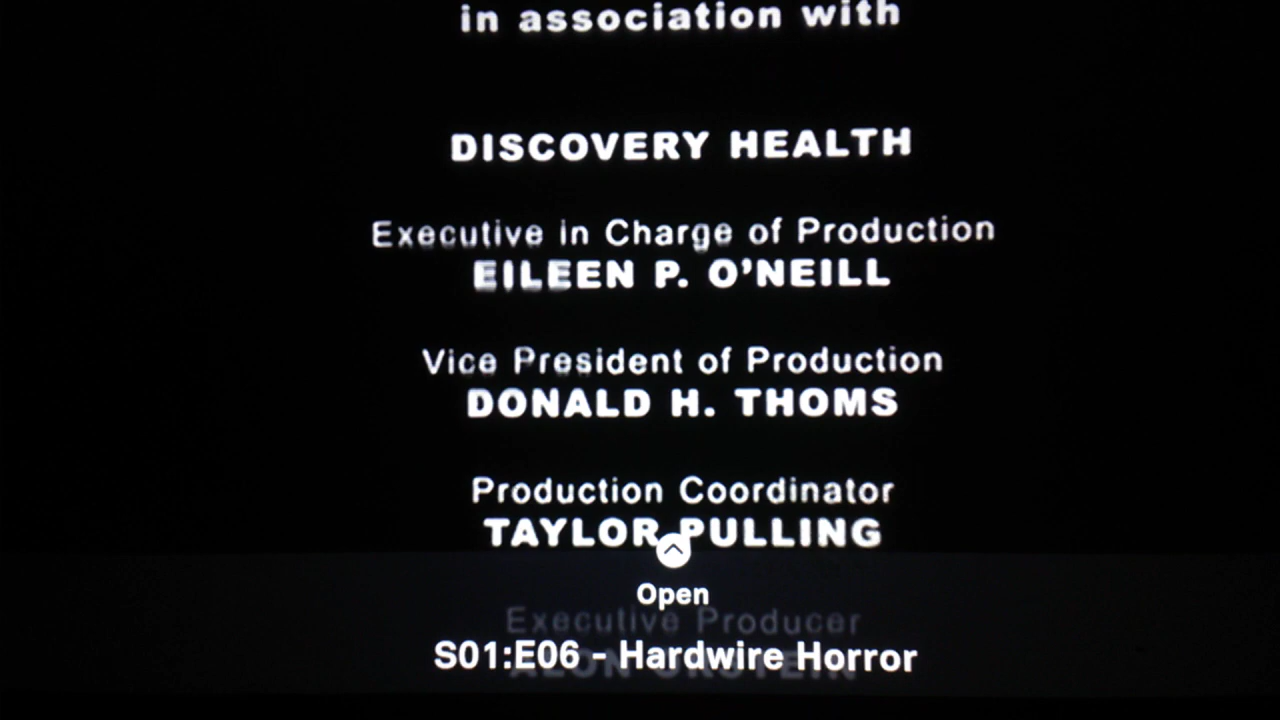 in association with
DISCOVERY HEALTH
Executive in Charge of Production
EILEEN P. O'NEILL
Vice President of Production
DONALD H. THOMS
Production Coordinator
TAYLOR PULLING
Open
Executive Producer
S01:E06 - Hardwire Horror